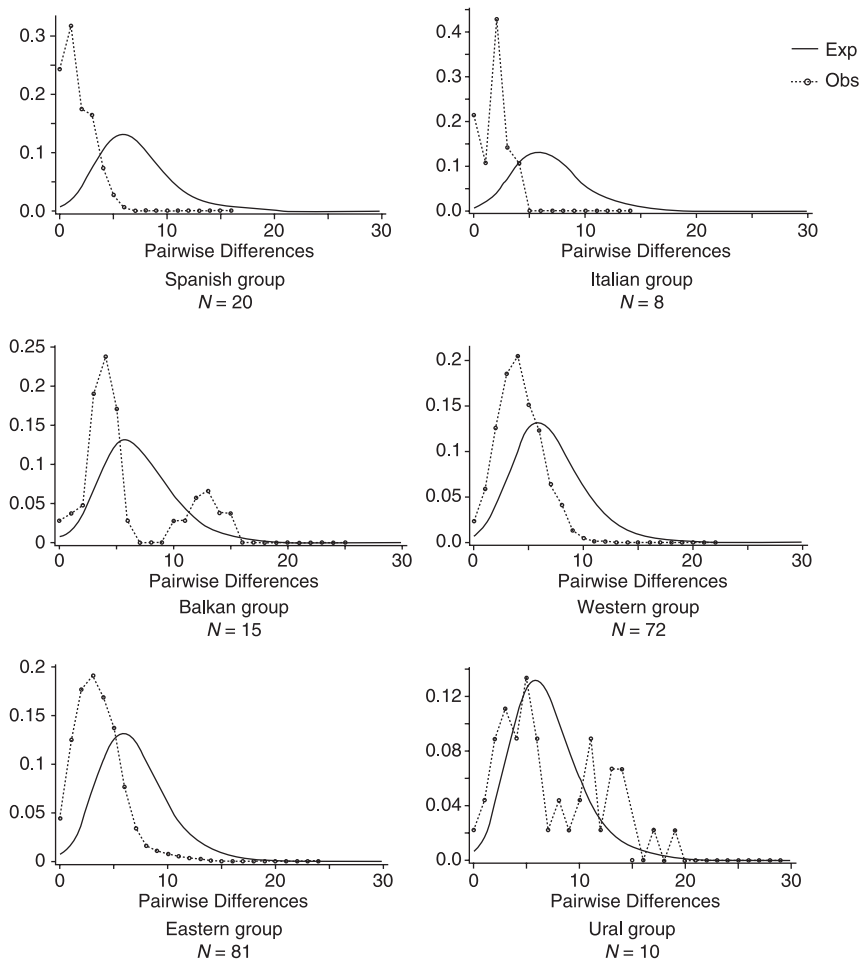 0.3
0.2
0.1
0.0
0 10 20 30
Pairwise Differences
Spanish group
N = 20
0.4
0.3
0.2
0.1
0.0
0 10 20 30
Pairwise Differences
Italian group
N = 8
Exp
Obs
0.25
0.2
0.15
0.1
0.05
0
0 10 20 30
Pairwise Differences
Balkan group
N = 15
0.2
0.15
0.1
0.05
0.0
0 10 20 30
Pairwise Differences
Western group
N = 72
0.2
0.15
0.1
0.05
0
0 10 20 30
Pairwise Differences
Eastern group
N = 81
0.12
0.08
0.04
0.0
0 10 20 30
Pairwise Differences
Ural group
N = 10